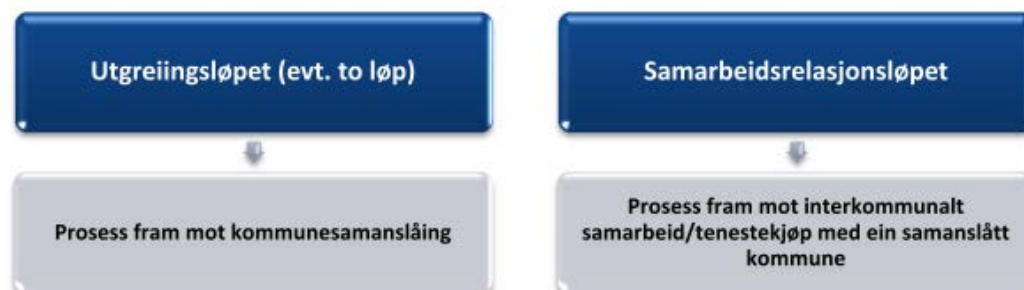 Utgreiingsløpet (evt. to løp)
Prosess fram mot kommunesamanslåing
Samarbeidsrelasjonsløpet
Prosess fram mot interkommunalt
samarbeid/tenestekjøp med ein samanslått
kommune